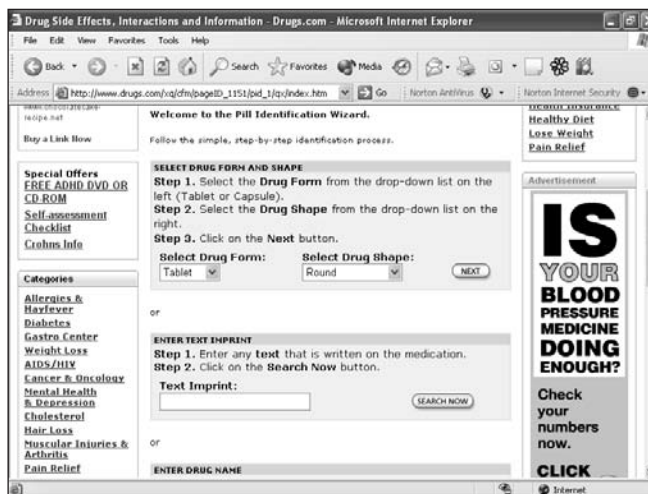 Drug Side Effects, Interactions and Information - Drugs.com - Microsoft Internet Explorer
File Edit View Favorites Tools Help
Back Search Favorites Media
Address http://www.drugs.com/xq/cfm/pageID_1151/pid_1/qx/index.htm Go Norton AntiVirus Norton Internet Security
recipe.net
Buy a Link Now
Special Offers
FREE ADHD DVD OR
CD-ROM
Self-assessment
Checklist
Crohns Info
Categories
Allergies &
Hayfever
Diabetes
Gastro Center
Weight Loss
AIDS/HIV
Cancer & Oncology
Mental Health
& Depression
Cholesterol
Hair Loss
Muscular Injuries &
Arthritis
Pain Relief
Welcome to the Pill Identification Wizard.
Follow the simple, step-by-step identification process.
SELECT DRUG FORM AND SHAPE
Step 1. Select the Drug Form from the drop-down list on the
left (Tablet or Capsule).
Step 2. Select the Drug Shape from the drop-down list on the
right.
Step 3. Click on the Next button.
Select Drug Form: Select Drug Shape:
Tablet Round NEXT
or
ENTER TEXT IMPRINT
Step 1. Enter any text that is written on the medication.
Step 2. Click on the Search Now button.
Text Imprint:
SEARCH NOW
or
ENTER DRUG NAME
Health Insurance
Healthy Diet
Lose Weight
Pain Relief
Advertisement
IS
YOUR
BLOOD
PRESSURE
MEDICINE
DOING
ENOUGH?
Check
your
numbers
now.
CLICK
Internet